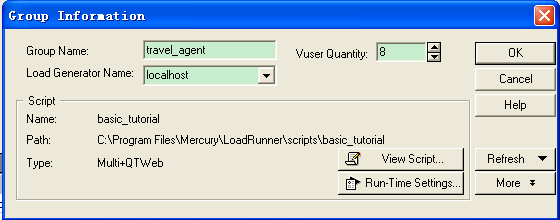 Group Information
Group Name: travel_agent Vuser Quantity: 8 OK
Load Generator Name: localhost Cancel
Help
Script
Name: basic_tutorial
Path: C:\Program Files\Mercury\LoadRunner\scripts\basic_tutorial
Type: Multi+QTWeb View Script... Refresh
Run-Time Settings... More